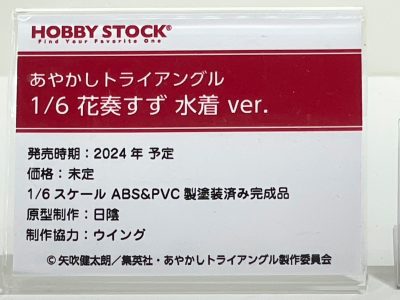 HOBBY STOCK®
Find Your Favorite One
あやかしトライアングル
1/6 花奏すず 水着 ver.
発売時期：2024年 予定
価格：未定
1/6スケール ABS&PVC 製塗装済み完成品
原型制作：日陰
制作協力：ウイング
©矢吹健太朗／集英社・あやかしトライアングル製作委員会